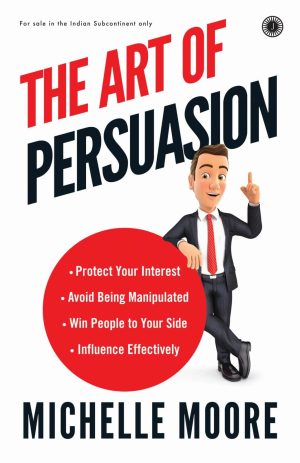 For sale in the Indian Subcontinent only
THE ART OF
PERSUASION
• Protect Your Interest
• Avoid Being Manipulated
• Win People to Your Side
• Influence Effectively
MICHELLE MOORE